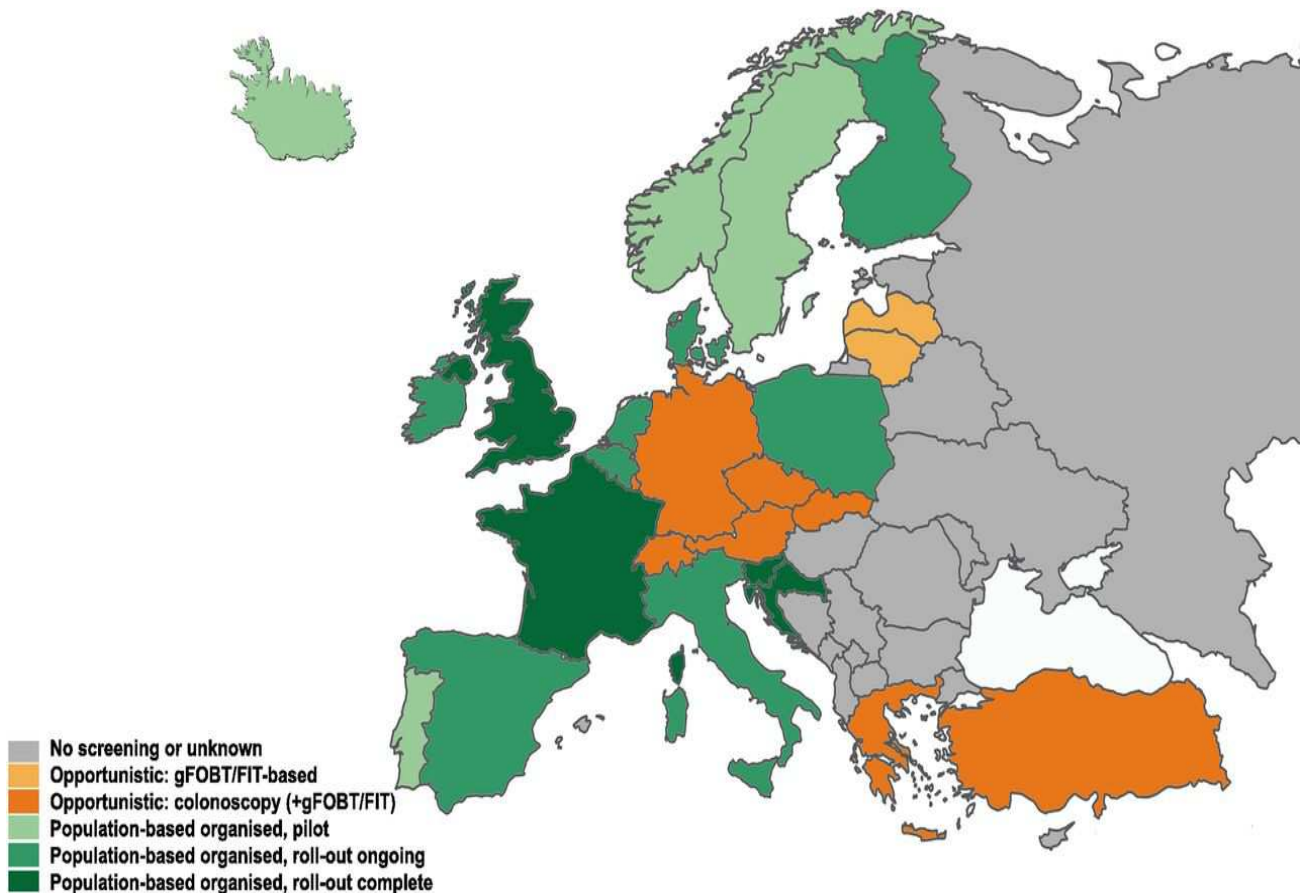 No screening or unknown
Opportunistic: gFOBT/FIT-based
Opportunistic: colonoscopy (+gFOBT/FIT)
Population-based organised, pilot
Population-based organised, roll-out ongoing
Population-based organised, roll-out complete